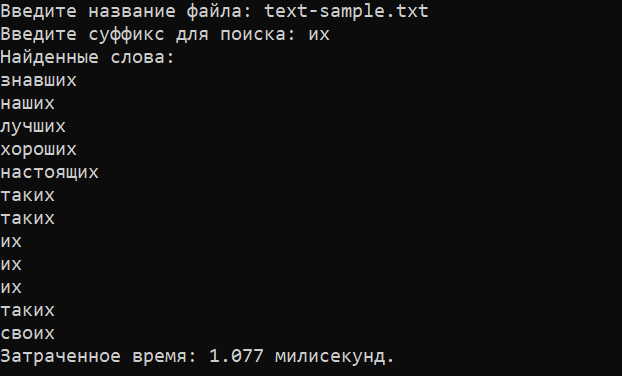 Введите название файла: text-sample.txt
Введите суффикс для поиска: их
Найденные слова:
знавших
наших
лучших
хороших
настоящих
таких
таких
их
их
их
таких
своих
Затраченное время: 1.077 милисекунд.